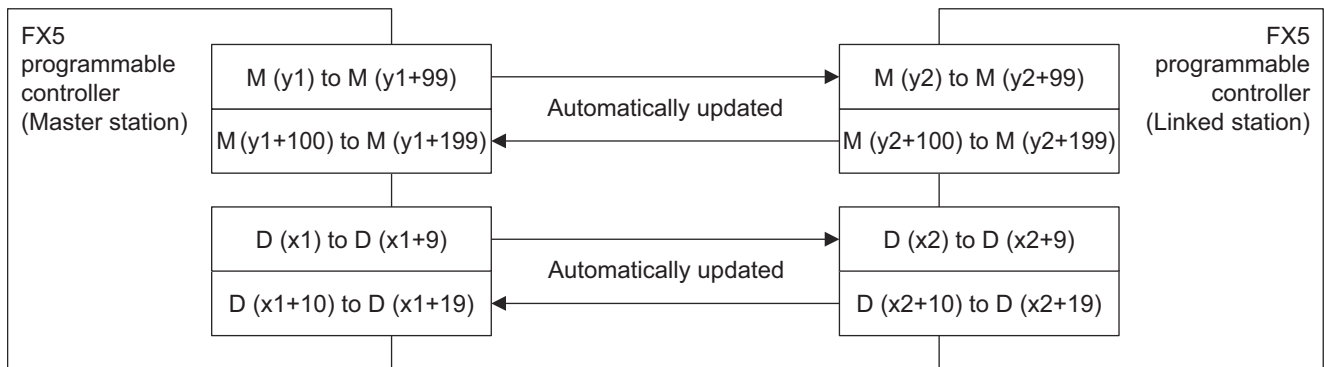 FX5
programmable
controller
(Master station)
M (y1) to M (y1+99)
M (y1+100) to M (y1+199)
Automatically updated
M (y2) to M (y2+99)
M (y2+100) to M (y2+199)
FX5
programmable
controller
(Linked station)
D (x1) to D (x1+9)
D (x1+10) to D (x1+19)
Automatically updated
D (x2) to D (x2+9)
D (x2+10) to D (x2+19)